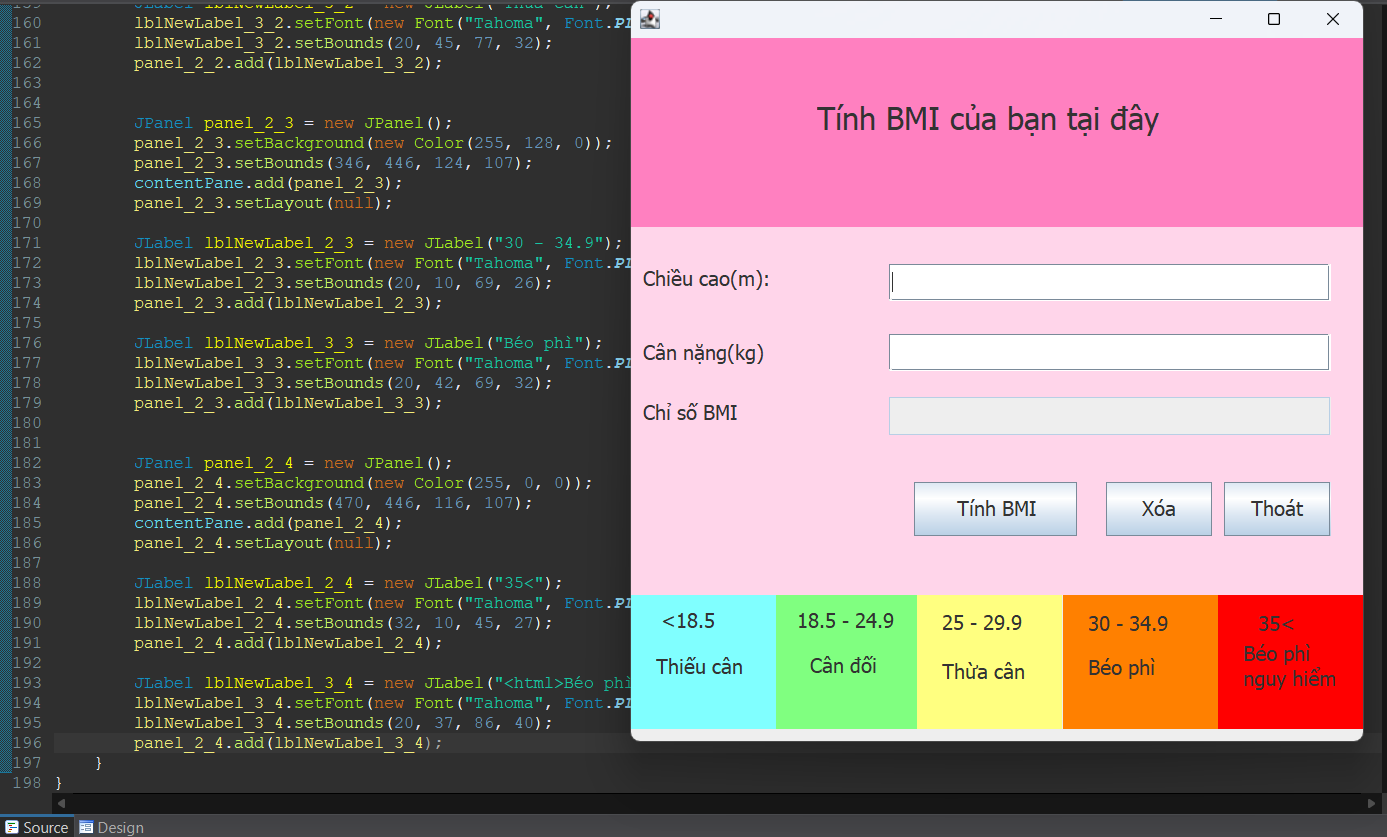 159 JLabel lblNewLabel_3_2 = new JLabel("Thừa cân");
160 lblNewLabel_3_2.setFont(new Font("Tahoma", Font.PL
161 lblNewLabel_3_2.setBounds(20, 45, 77, 32);
162 panel_2_2.add(lblNewLabel_3_2);
163
164
165 JPanel panel_2_3 = new JPanel();
166 panel_2_3.setBackground(new Color(255, 128, 0));
167 panel_2_3.setBounds(346, 446, 124, 107);
168 contentPane.add(panel_2_3);
169 panel_2_3.setLayout(null);
170
171 JLabel lblNewLabel_2_3 = new JLabel("30 - 34.9");
172 lblNewLabel_2_3.setFont(new Font("Tahoma", Font.PL
173 lblNewLabel_2_3.setBounds(20, 10, 69, 26);
174 panel_2_3.add(lblNewLabel_2_3);
175
176 JLabel lblNewLabel_3_3 = new JLabel("Béo phì");
177 lblNewLabel_3_3.setFont(new Font("Tahoma", Font.PL
178 lblNewLabel_3_3.setBounds(20, 42, 69, 32);
179 panel_2_3.add(lblNewLabel_3_3);
180
181
182 JPanel panel_2_4 = new JPanel();
183 panel_2_4.setBackground(new Color(255, 0, 0));
184 panel_2_4.setBounds(470, 446, 116, 107);
185 contentPane.add(panel_2_4);
186 panel_2_4.setLayout(null);
187
188 JLabel lblNewLabel_2_4 = new JLabel("35<");
189 lblNewLabel_2_4.setFont(new Font("Tahoma", Font.PL
190 lblNewLabel_2_4.setBounds(32, 10, 45, 27);
191 panel_2_4.add(lblNewLabel_2_4);
192
193 JLabel lblNewLabel_3_4 = new JLabel("<html>Béo phì
194 lblNewLabel_3_4.setFont(new Font("Tahoma", Font.PL
195 lblNewLabel_3_4.setBounds(20, 37, 86, 40);
196 panel_2_4.add(lblNewLabel_3_4);
197 }
198 }
Source Design
Tính BMI của bạn tại đây
Chiều cao(m):
Cân nặng(kg)
Chỉ số BMI
Tính BMI Xóa Thoát
<18.5 18.5 - 24.9 25 - 29.9 30 - 34.9 35<
Thiếu cân Cân đối Thừa cân Béo phì Béo phì
nguy hiểm